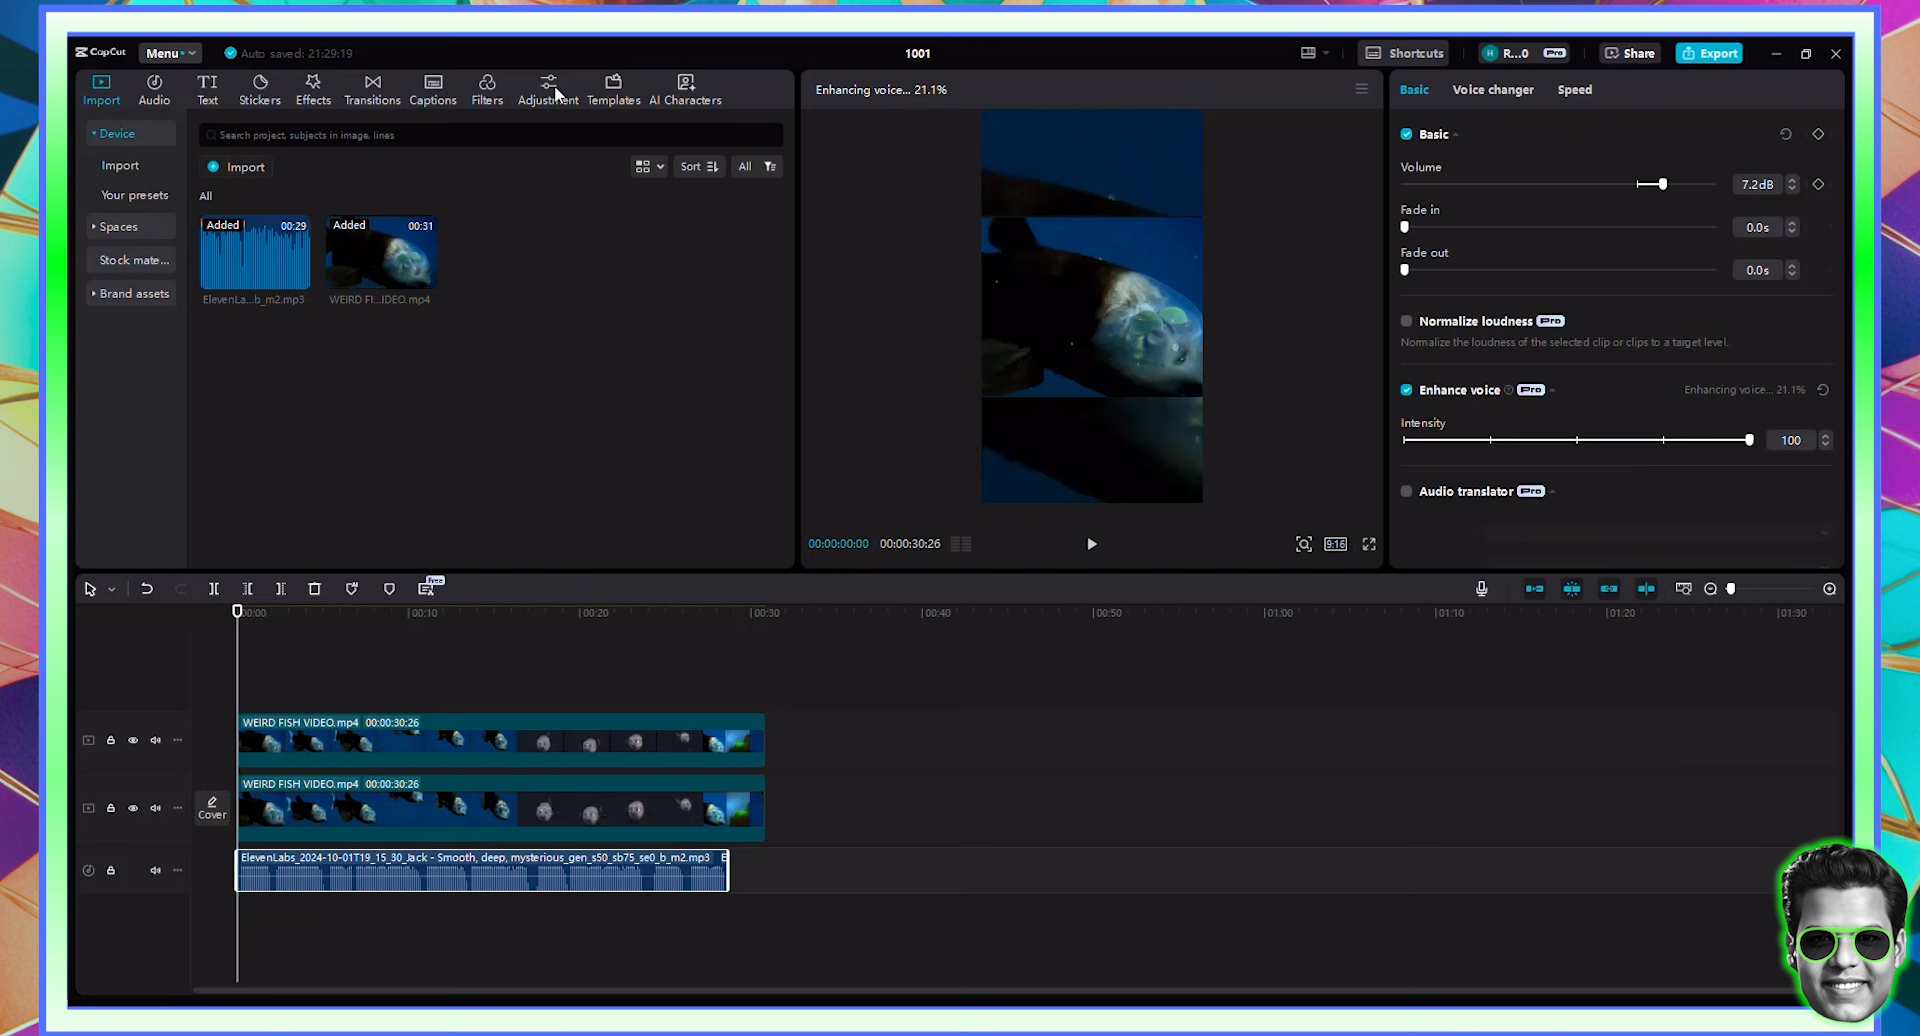 CapCut
Menu
Auto saved: 21:29:19
1001
Shortcuts
R...0
Pro
Share
Export
Import
Audio
TI
Text
Stickers
Effects
Transitions
Captions
Filters
Adjustment
Templates
AI Characters
Enhancing voice... 21.1%
Basic
Voice changer
Speed
Device
Import
Your presets
Spaces
Stock mate...
Brand assets
Search project, subjects in image, lines
Import
Sort
All
All
Added
00:29
ElevenLa...b_m2.mp3
Added
00:31
WEIRD FI...IDEO.mp4
00:00:00:00
00:00:30:26
9:16
Basic
Volume
7.2dB
Fade in
0.0s
Fade out
0.0s
Normalize loudness Pro
Normalize the loudness of the selected clip or clips to a target level.
Enhance voice Pro
Enhancing voice... 21.1%
Intensity
100
Audio translator Pro
Free
00:00
00:10
00:20
00:30
00:40
00:50
01:00
01:10
01:20
01:30
WEIRD FISH VIDEO.mp4 00:00:30:26
WEIRD FISH VIDEO.mp4 00:00:30:26
Cover
ElevenLabs_2024-10-01T19_15_30_Jack - Smooth, deep, mysterious_gen_s50_sb75_se0_b_m2.mp3 E